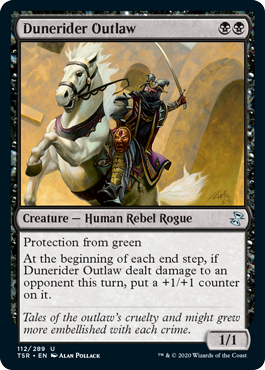 Dunerider Outlaw
Creature — Human Rebel Rogue
Protection from green
At the beginning of each end step, if
Dunerider Outlaw dealt damage to an
opponent this turn, put a +1/+1 counter
on it.
Tales of the outlaw's cruelty and might grew
more embellished with each crime.
1/1
112/289 U
TSR • EN Alan Pollack
™ & © 2020 Wizards of the Coast